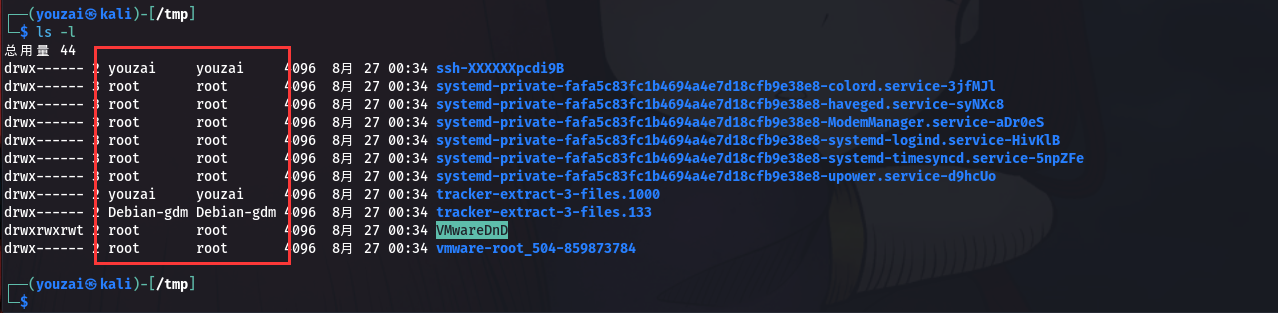 ┌──(youzai㉿kali)-[/tmp]
└─$ ls -l
总用量 44
drwx------ 2 youzai     youzai     4096  8月 27 00:34 ssh-XXXXXXpcdi9B
drwx------ 3 root       root       4096  8月 27 00:34 systemd-private-fafa5c83fc1b4694a4e7d18cfb9e38e8-colord.service-3jfMJl
drwx------ 3 root       root       4096  8月 27 00:34 systemd-private-fafa5c83fc1b4694a4e7d18cfb9e38e8-haveged.service-syNXc8
drwx------ 3 root       root       4096  8月 27 00:34 systemd-private-fafa5c83fc1b4694a4e7d18cfb9e38e8-ModemManager.service-aDr0eS
drwx------ 3 root       root       4096  8月 27 00:34 systemd-private-fafa5c83fc1b4694a4e7d18cfb9e38e8-systemd-logind.service-HivKlB
drwx------ 3 root       root       4096  8月 27 00:34 systemd-private-fafa5c83fc1b4694a4e7d18cfb9e38e8-systemd-timesyncd.service-5npZFe
drwx------ 3 root       root       4096  8月 27 00:34 systemd-private-fafa5c83fc1b4694a4e7d18cfb9e38e8-upower.service-d9hcUo
drwx------ 2 youzai     youzai     4096  8月 27 00:34 tracker-extract-3-files.1000
drwx------ 2 Debian-gdm Debian-gdm 4096  8月 27 00:34 tracker-extract-3-files.133
drwxrwxrwt 2 root       root       4096  8月 27 00:34 VMwareDnD
drwx------ 2 root       root       4096  8月 27 00:34 vmware-root_504-859873784
┌──(youzai㉿kali)-[/tmp]
└─$